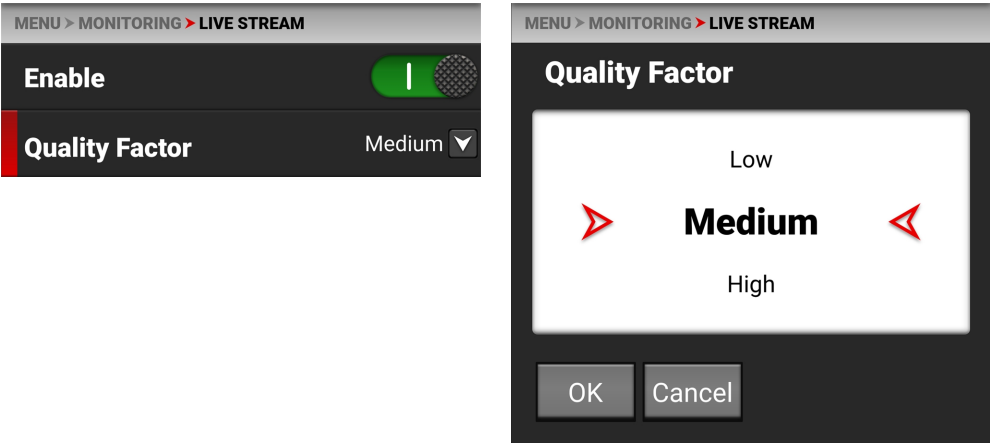 MENU > MONITORING > LIVE STREAM
Enable
Quality Factor Medium
MENU > MONITORING > LIVE STREAM
Quality Factor
Low
Medium
High
OK Cancel